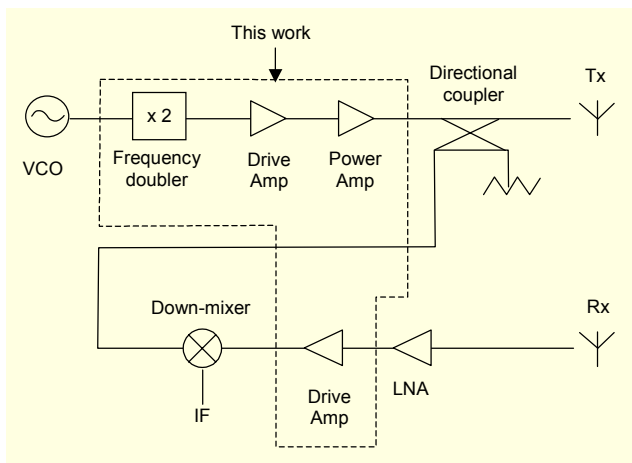 This work
Directional
coupler
Tx
x 2
VCO
Frequency
doubler
Drive
Amp
Power
Amp
Down-mixer
Rx
IF
Drive
Amp
LNA